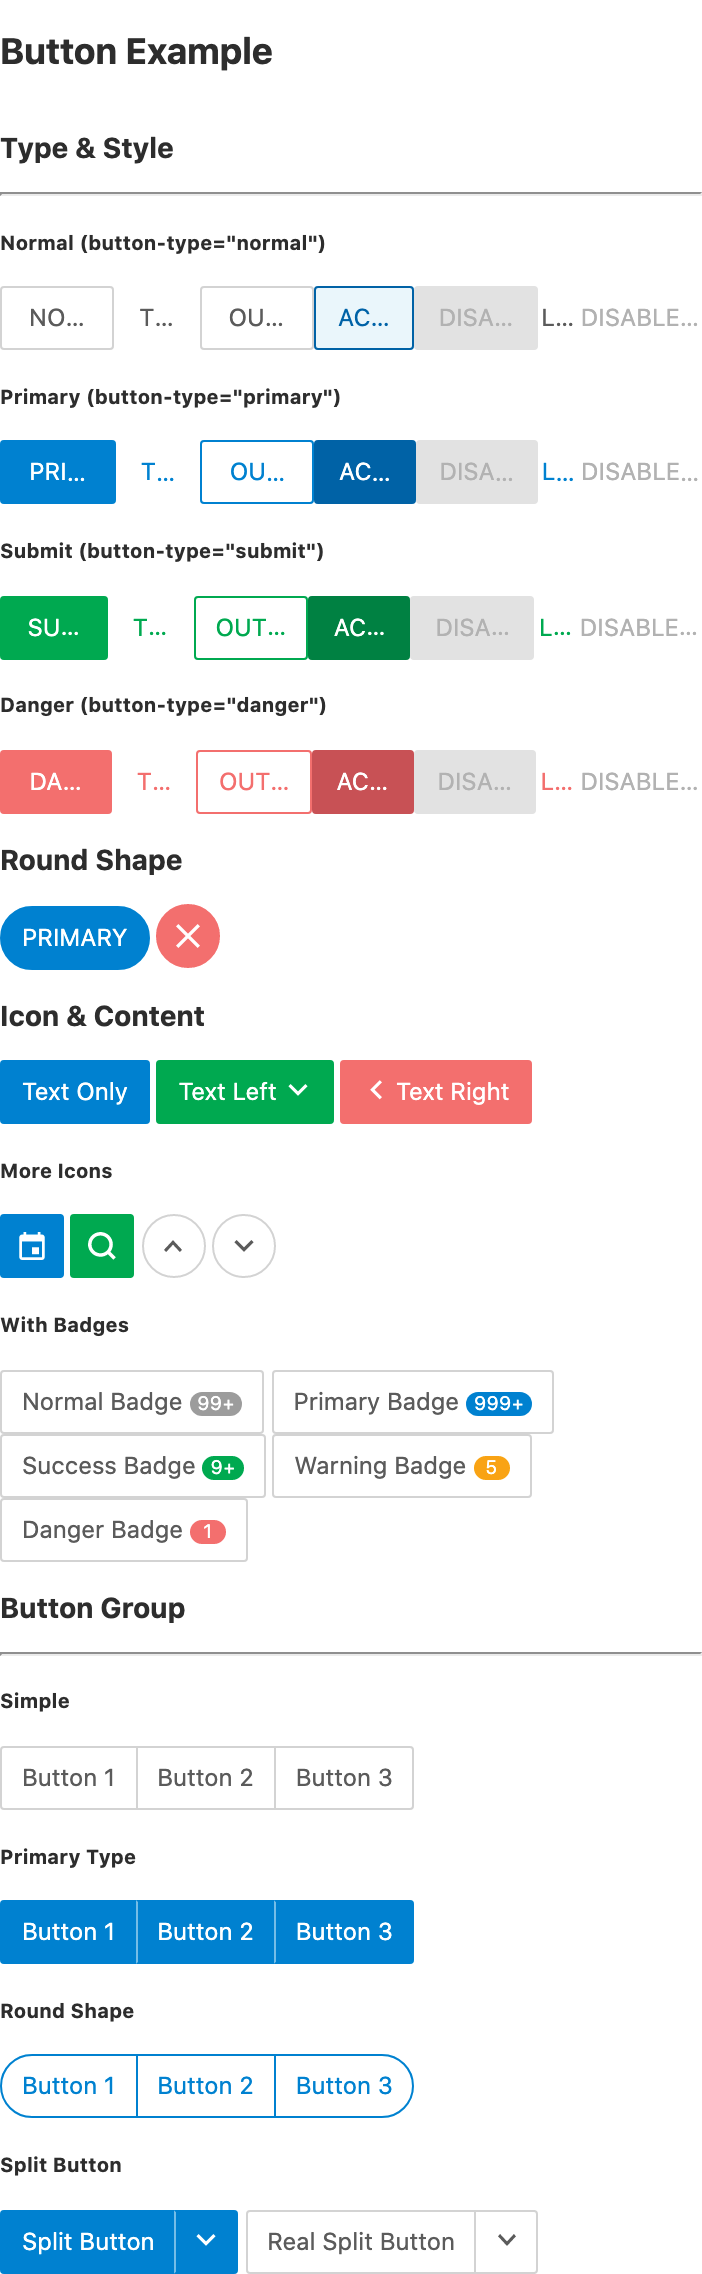 Button Example
Type & Style
Normal (button-type="normal")
NO... T... OU... AC... DISA... L... DISABLE...
Primary (button-type="primary")
PRI... T... OU... AC... DISA... L... DISABLE...
Submit (button-type="submit")
SU... T... OUT... AC... DISA... L... DISABLE...
Danger (button-type="danger")
DA... T... OUT... AC... DISA... L... DISABLE...
Round Shape
PRIMARY
Icon & Content
Text Only Text Left Text Right
More Icons
With Badges
Normal Badge 99+ Primary Badge 999+
Success Badge 9+ Warning Badge 5
Danger Badge 1
Button Group
Simple
Button 1 Button 2 Button 3
Primary Type
Button 1 Button 2 Button 3
Round Shape
Button 1 Button 2 Button 3
Split Button
Split Button Real Split Button